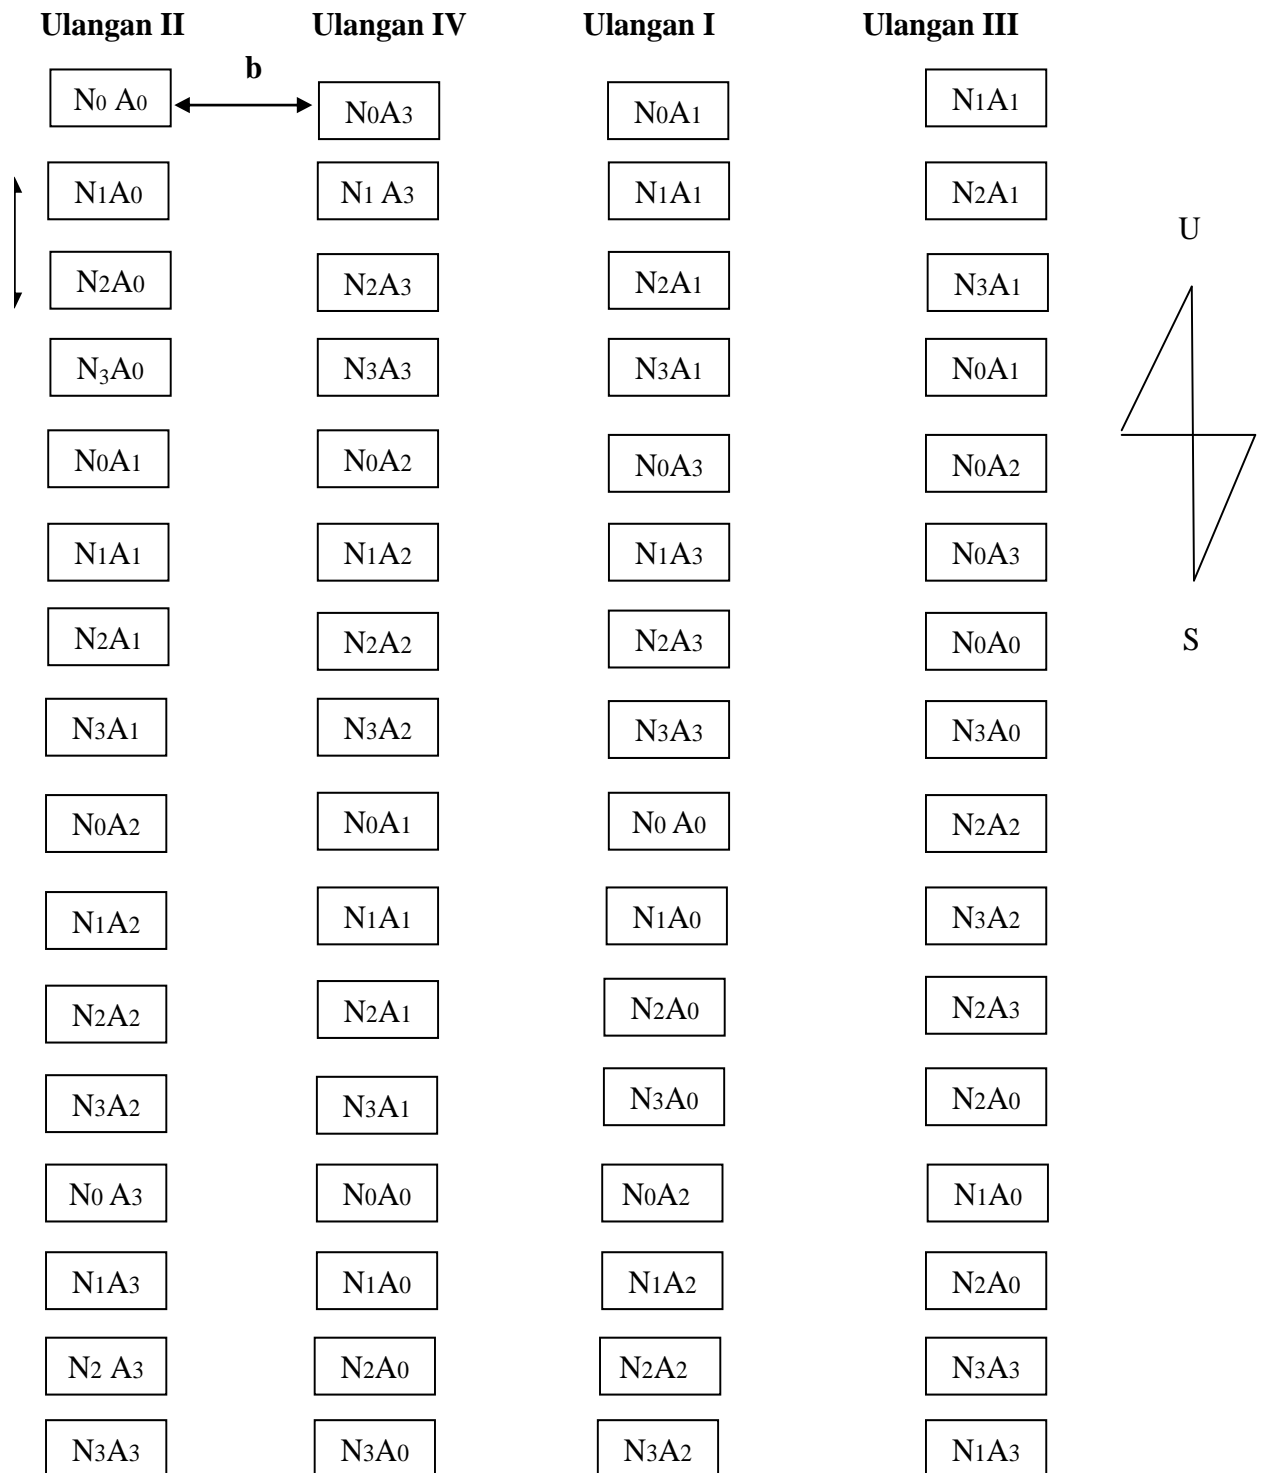 Ulangan II Ulangan IV Ulangan I Ulangan III
b
N0 A0 N0A3 N0A1 N1A1
N1A0 N1 A3 N1A1 N2A1
U
N2A0 N2A3 N2A1 N3A1
N3A0 N3A3 N3A1 N0A1
N0A1 N0A2 N0A3 N0A2
N1A1 N1A2 N1A3 N0A3
N2A1 N2A2 N2A3 N0A0
S
N3A1 N3A2 N3A3 N3A0
N0A2 N0A1 N0 A0 N2A2
N1A2 N1A1 N1A0 N3A2
N2A2 N2A1 N2A0 N2A3
N3A2 N3A1 N3A0 N2A0
N0 A3 N0A0 N0A2 N1A0
N1A3 N1A0 N1A2 N2A0
N2 A3 N2A0 N2A2 N3A3
N3A3 N3A0 N3A2 N1A3